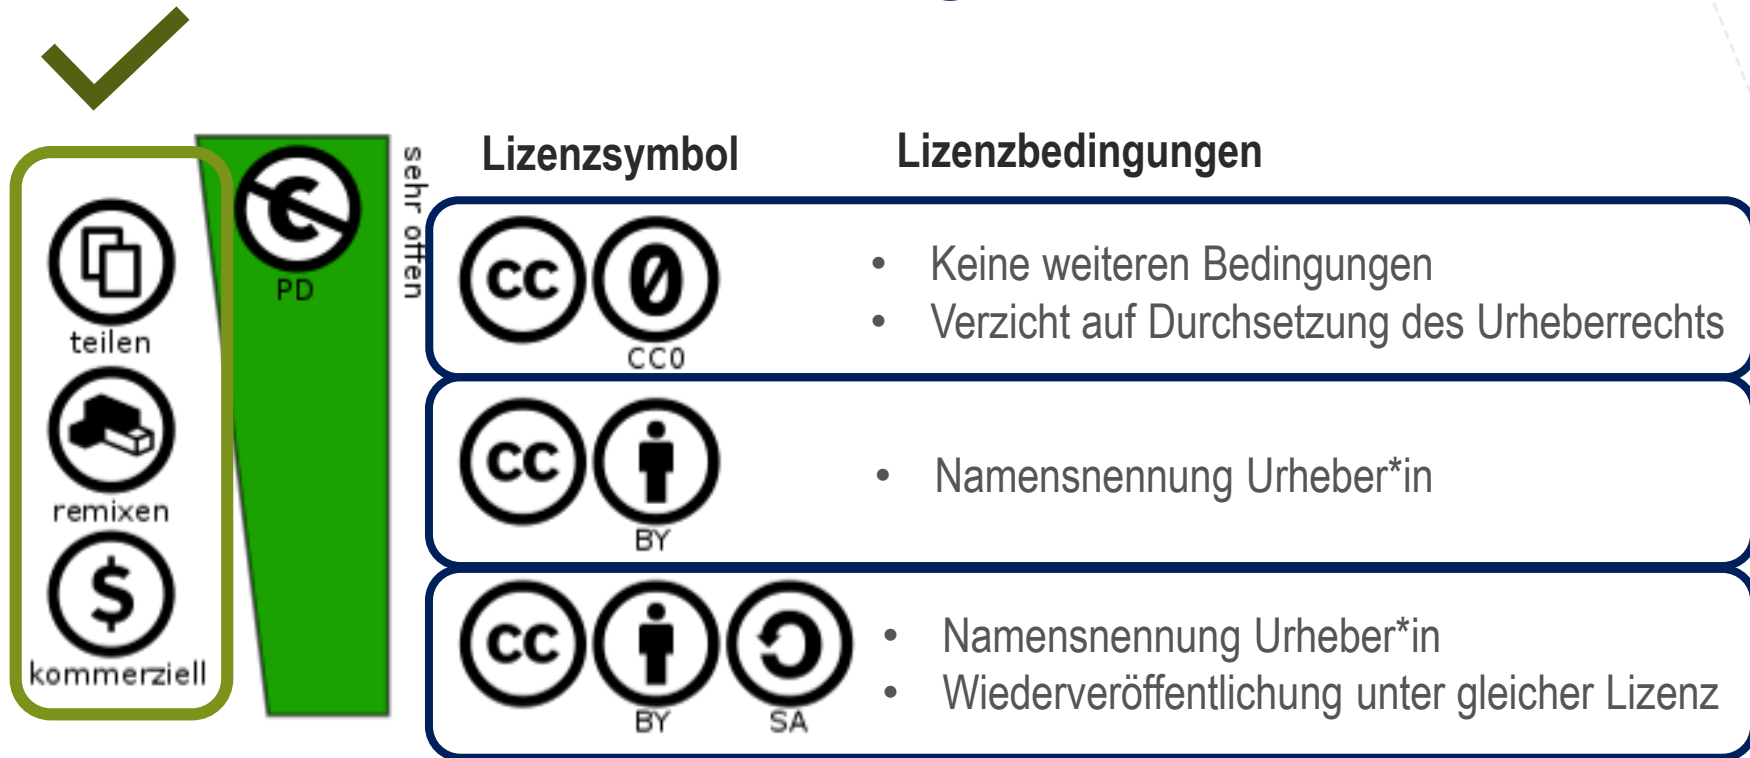 Lizenzsymbol
Lizenzbedingungen
sehr offen
PD
teilen
remixen
$
kommerziell
cc
0
CC0
• Keine weiteren Bedingungen
• Verzicht auf Durchsetzung des Urheberrechts
cc
BY
• Namensnennung Urheber*in
cc
BY
SA
• Namensnennung Urheber*in
• Wiederveröffentlichung unter gleicher Lizenz